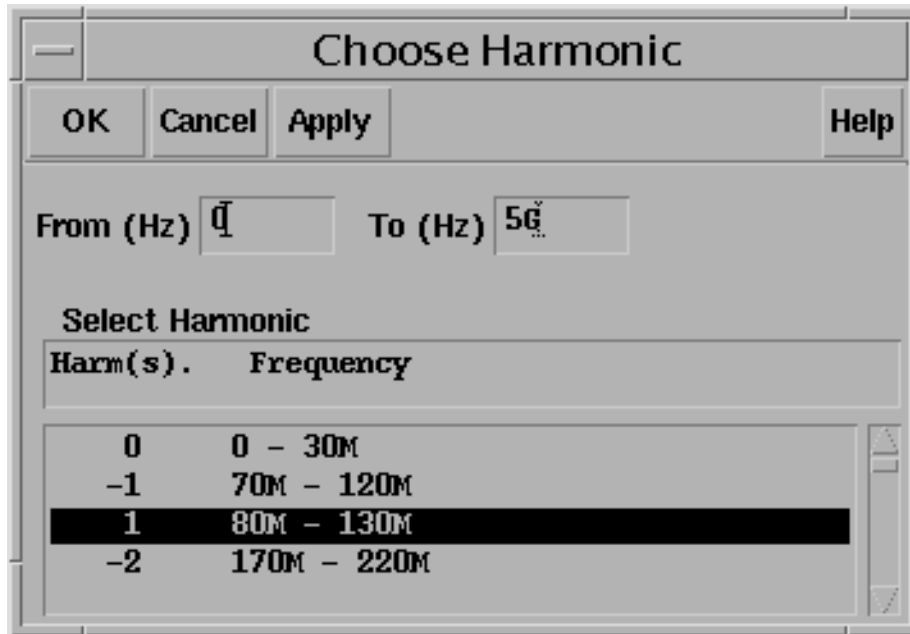 Choose Harmonic
OK Cancel Apply Help
From (Hz) 0 To (Hz) 5G
Select Harmonic
Harm(s). Frequency
0 0 - 30M
-1 70M - 120M
1 80M - 130M
-2 170M - 220M